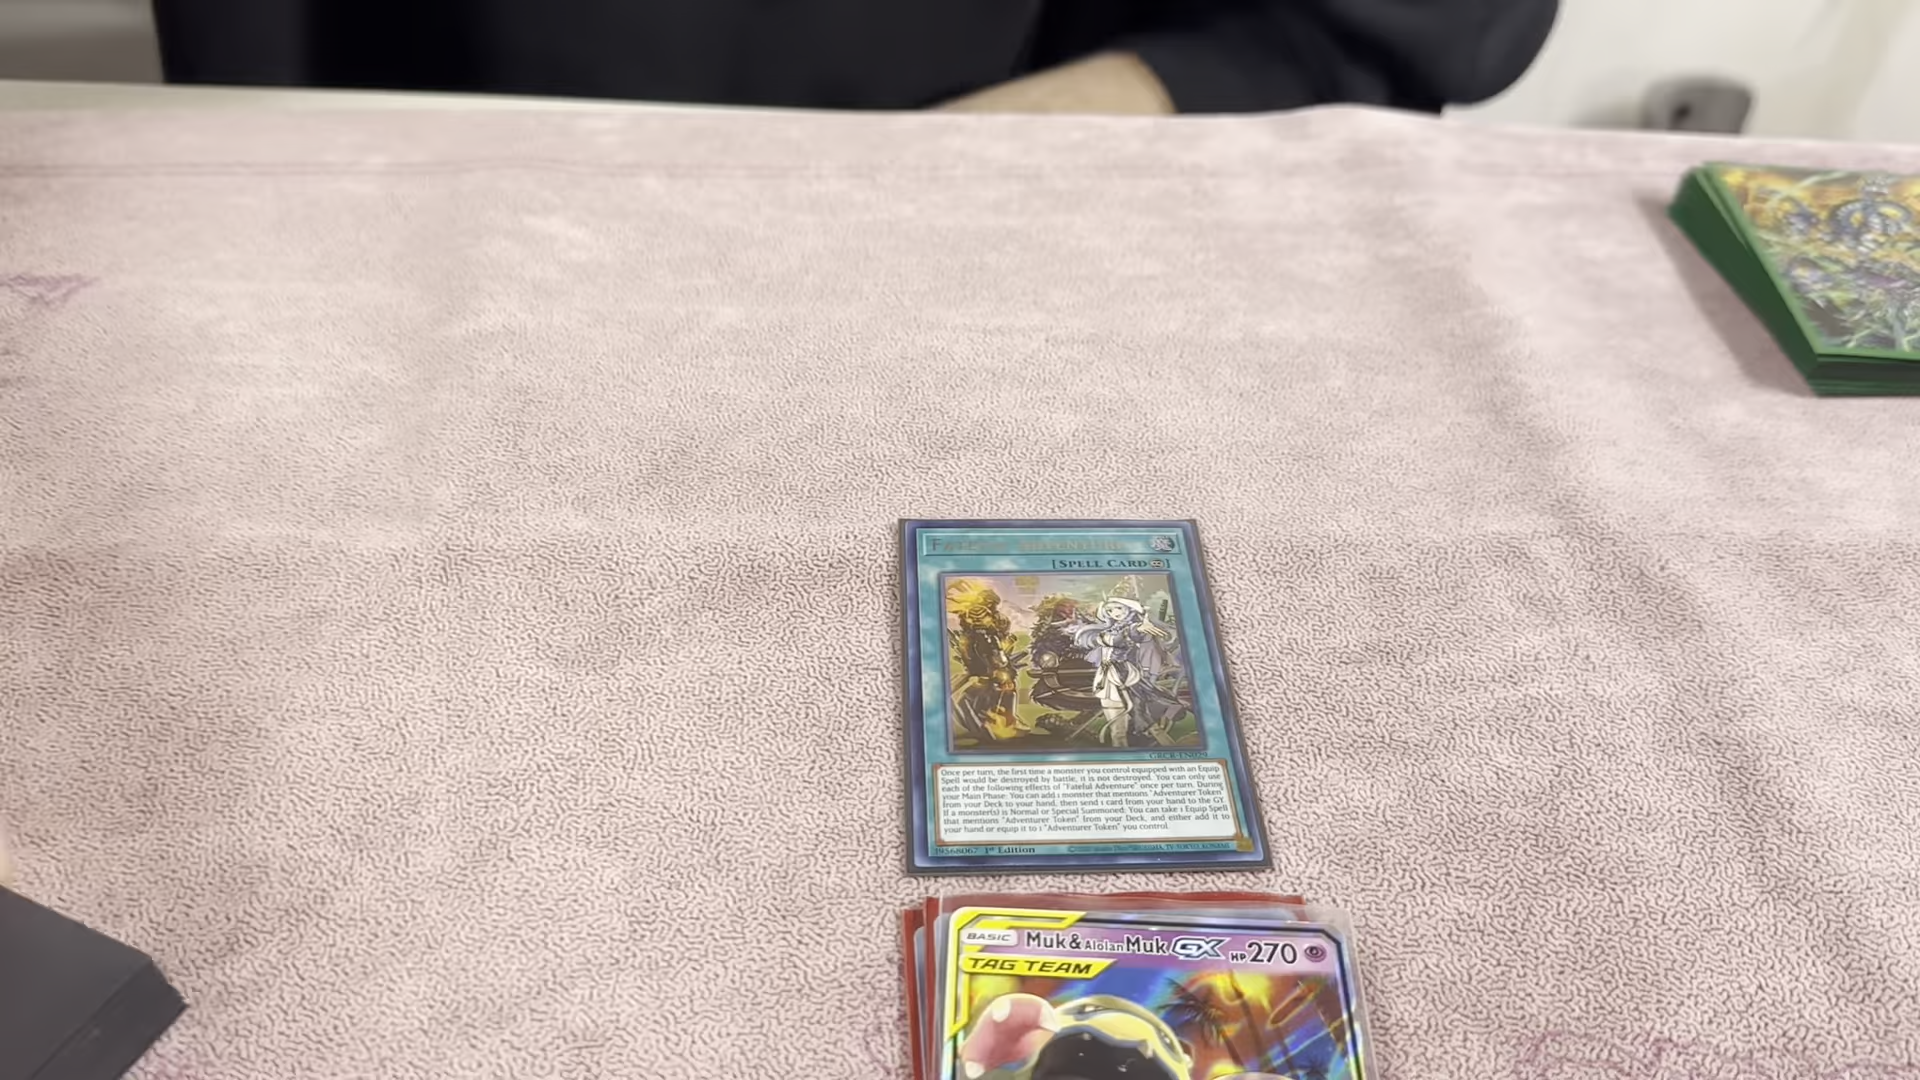 Fateful Adventure
[Spell Card]
GRCR-EN029
Once per turn, the first time a monster you control equipped with an Equip
Spell would be destroyed by battle, it is not destroyed. You can only use
each of the following effects of "Fateful Adventure" once per turn. During
your Main Phase: You can add 1 monster that mentions "Adventurer Token"
from your Deck to your hand, then send 1 card from your hand to the GY.
If a monster(s) is Normal or Special Summoned: You can take 1 Equip Spell
that mentions "Adventurer Token" from your Deck, and either add it to
your hand or equip it to 1 "Adventurer Token" you control.
19568067 1st Edition
BASIC Muk & Alolan Muk GX HP 270
TAG TEAM